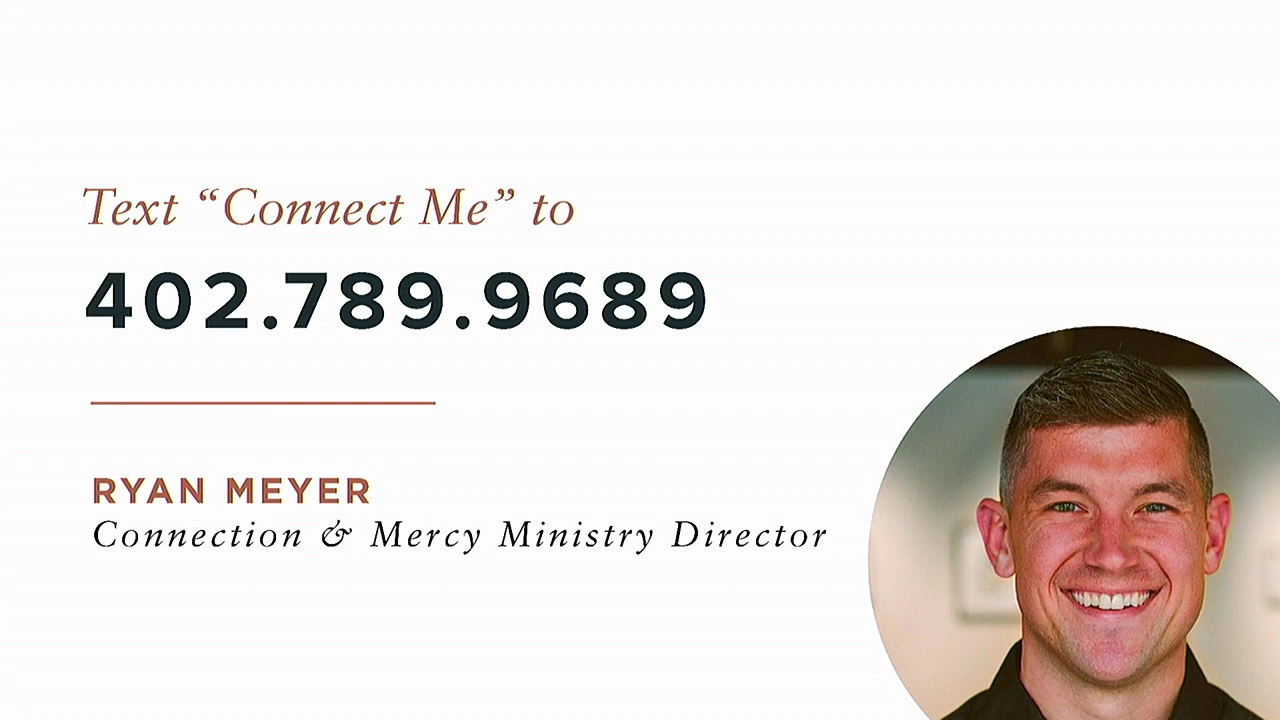 Text “Connect Me” to
402.789.9689
RYAN MEYER
Connection & Mercy Ministry Director